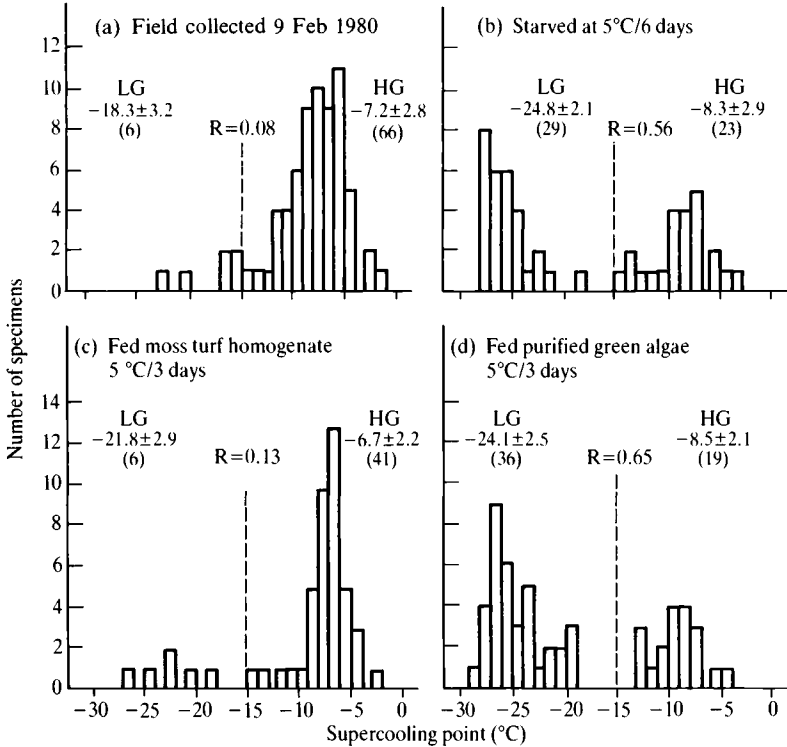 (a) Field collected 9 Feb 1980
LG
−18.3±3.2
(6)
R=0.08
HG
−7.2±2.8
(66)
12
10
8
6
4
2
0
(b) Starved at 5°C/6 days
LG
−24.8±2.1
(29)
R=0.56
HG
−8.3±2.9
(23)
Number of specimens
(c) Fed moss turf homogenate
5 °C/3 days
LG
−21.8±2.9
(6)
R=0.13
HG
−6.7±2.2
(41)
14
12
10
8
6
4
2
0
−30 −25 −20 −15 −10 −5 0
(d) Fed purified green algae
5°C/3 days
LG
−24.1±2.5
(36)
R=0.65
HG
−8.5±2.1
(19)
−30 −25 −20 −15 −10 −5 0
Supercooling point (°C)